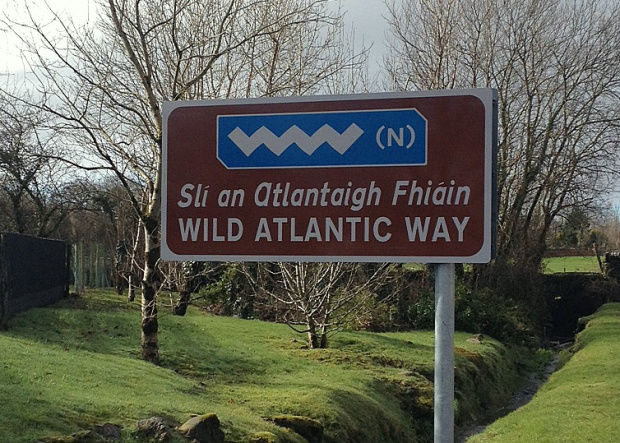 (N)
Slí an Atlantaigh Fhiáin
WILD ATLANTIC WAY